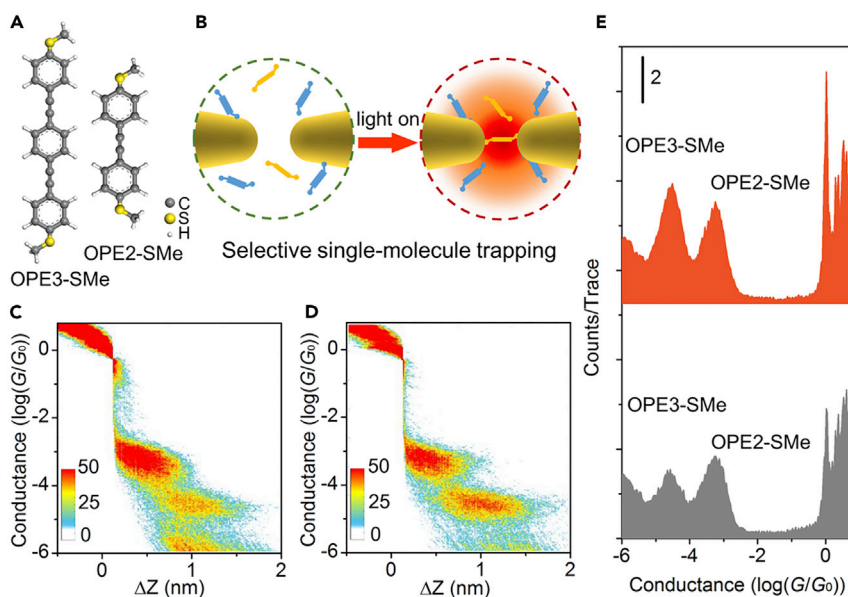 A
B
E
light on
C
S
H
OPE2-SMe
OPE3-SMe
Selective single-molecule trapping
2
OPE3-SMe
OPE2-SMe
OPE3-SMe
OPE2-SMe
Counts/Trace
-6
-4
-2
0
Conductance (log(G/G₀))
C
D
Conductance (log(G/G₀))
0
-2
-4
-6
50
25
0
0
1
2
ΔZ (nm)
Conductance (log(G/G₀))
0
-2
-4
-6
50
25
0
0
1
2
ΔZ (nm)